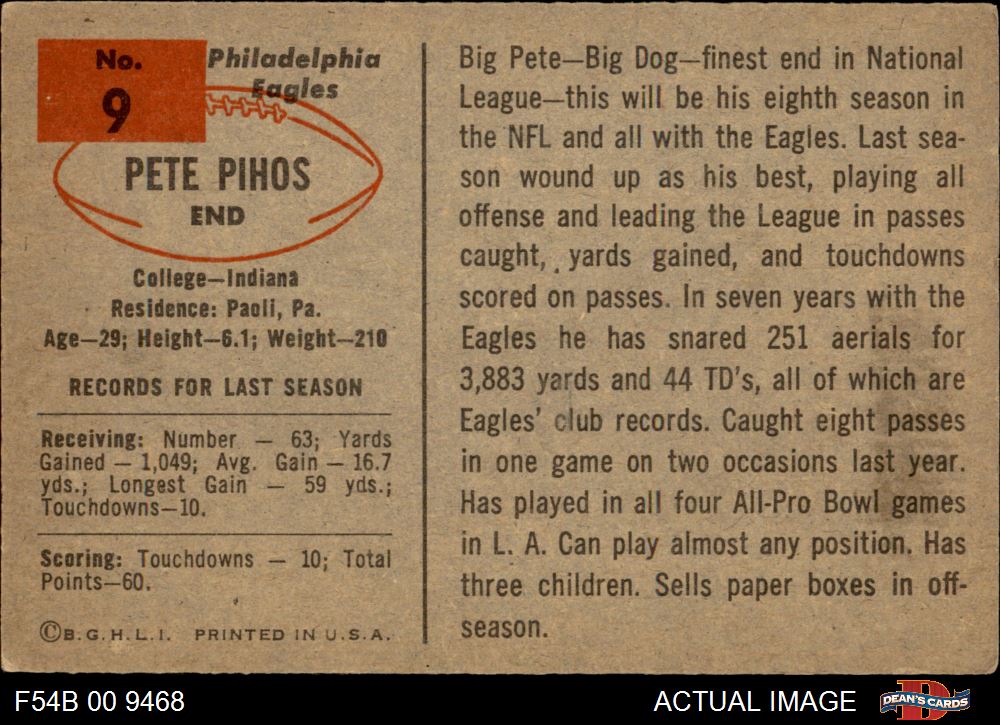 No.
9
Philadelphia
Eagles
PETE PIHOS
END
College—Indiana
Residence: Paoli, Pa.
Age—29; Height—6.1; Weight—210
RECORDS FOR LAST SEASON
Receiving: Number — 63; Yards
Gained — 1,049; Avg. Gain — 16.7
yds.; Longest Gain — 59 yds.;
Touchdowns—10.
Scoring: Touchdowns — 10; Total
Points—60.
©B.G.H.L.I. PRINTED IN U.S.A.
Big Pete—Big Dog—finest end in National
League—this will be his eighth season in
the NFL and all with the Eagles. Last sea-
son wound up as his best, playing all
offense and leading the League in passes
caught, yards gained, and touchdowns
scored on passes. In seven years with the
Eagles he has snared 251 aerials for
3,883 yards and 44 TD's, all of which are
Eagles' club records. Caught eight passes
in one game on two occasions last year.
Has played in all four All-Pro Bowl games
in L. A. Can play almost any position. Has
three children. Sells paper boxes in off-
season.
F54B 00 9468
ACTUAL IMAGE
D
DEAN'S CARDS